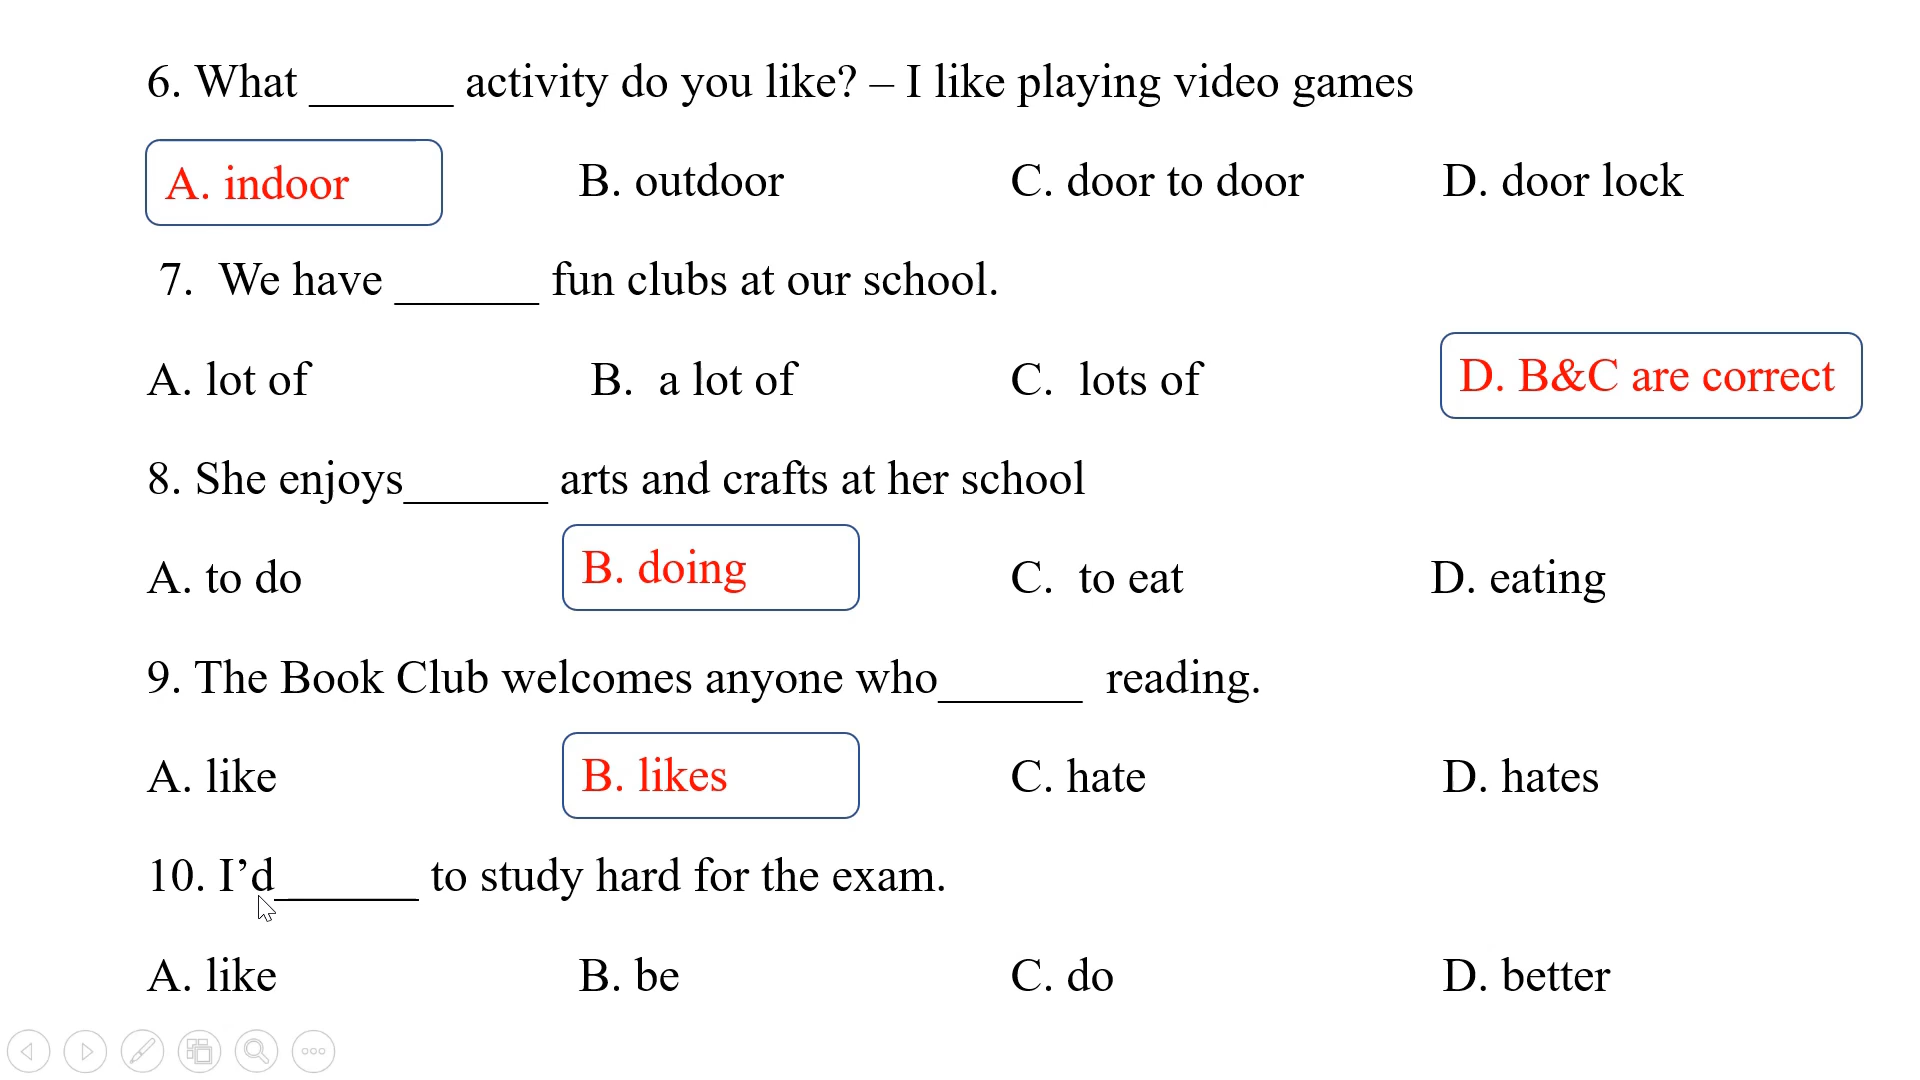 6. What ______ activity do you like? – I like playing video games
A. indoor B. outdoor C. door to door D. door lock
7. We have ______ fun clubs at our school.
A. lot of B. a lot of C. lots of D. B&C are correct
8. She enjoys______ arts and crafts at her school
A. to do B. doing C. to eat D. eating
9. The Book Club welcomes anyone who______ reading.
A. like B. likes C. hate D. hates
10. I’d______ to study hard for the exam.
A. like B. be C. do D. better